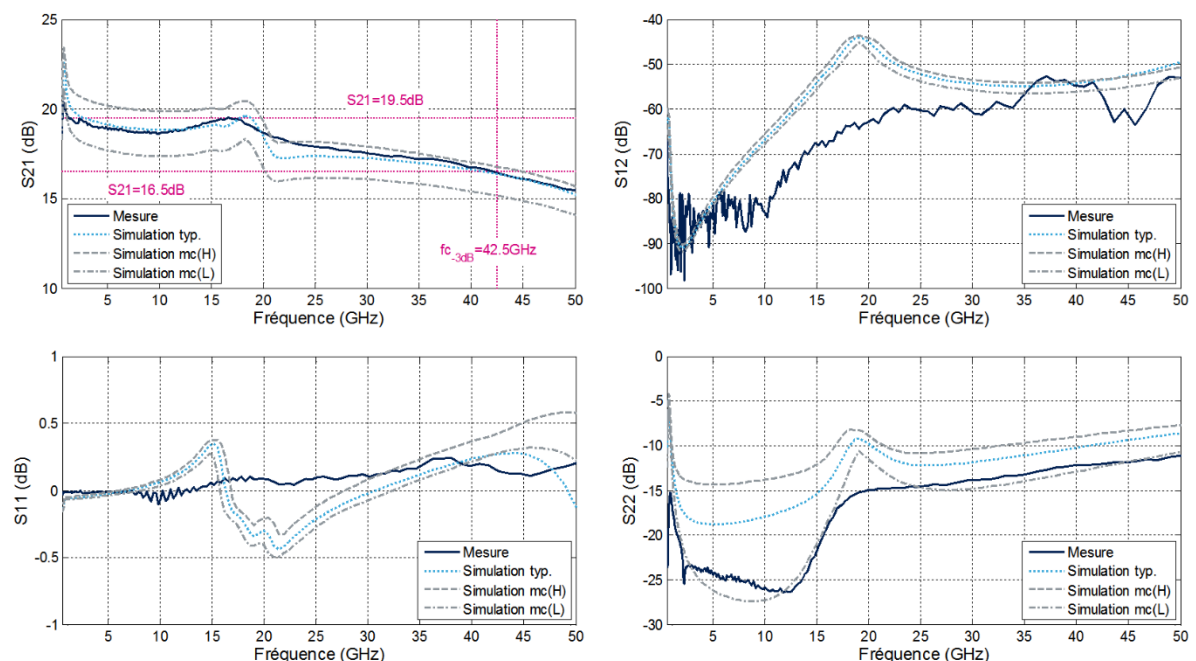 25
20
15
10
S21 (dB)
S21=19.5dB
S21=16.5dB
fc-3dB=42.5GHz
Mesure
Simulation typ.
Simulation mc(H)
Simulation mc(L)
5 10 15 20 25 30 35 40 45 50
Fréquence (GHz)
-40
-50
-60
-70
-80
-90
-100
S12 (dB)
Mesure
Simulation typ.
Simulation mc(H)
Simulation mc(L)
5 10 15 20 25 30 35 40 45 50
Fréquence (GHz)
1
0.5
0
-0.5
-1
S11 (dB)
Mesure
Simulation typ.
Simulation mc(H)
Simulation mc(L)
5 10 15 20 25 30 35 40 45 50
Fréquence (GHz)
0
-5
-10
-15
-20
-25
-30
S22 (dB)
Mesure
Simulation typ.
Simulation mc(H)
Simulation mc(L)
5 10 15 20 25 30 35 40 45 50
Fréquence (GHz)